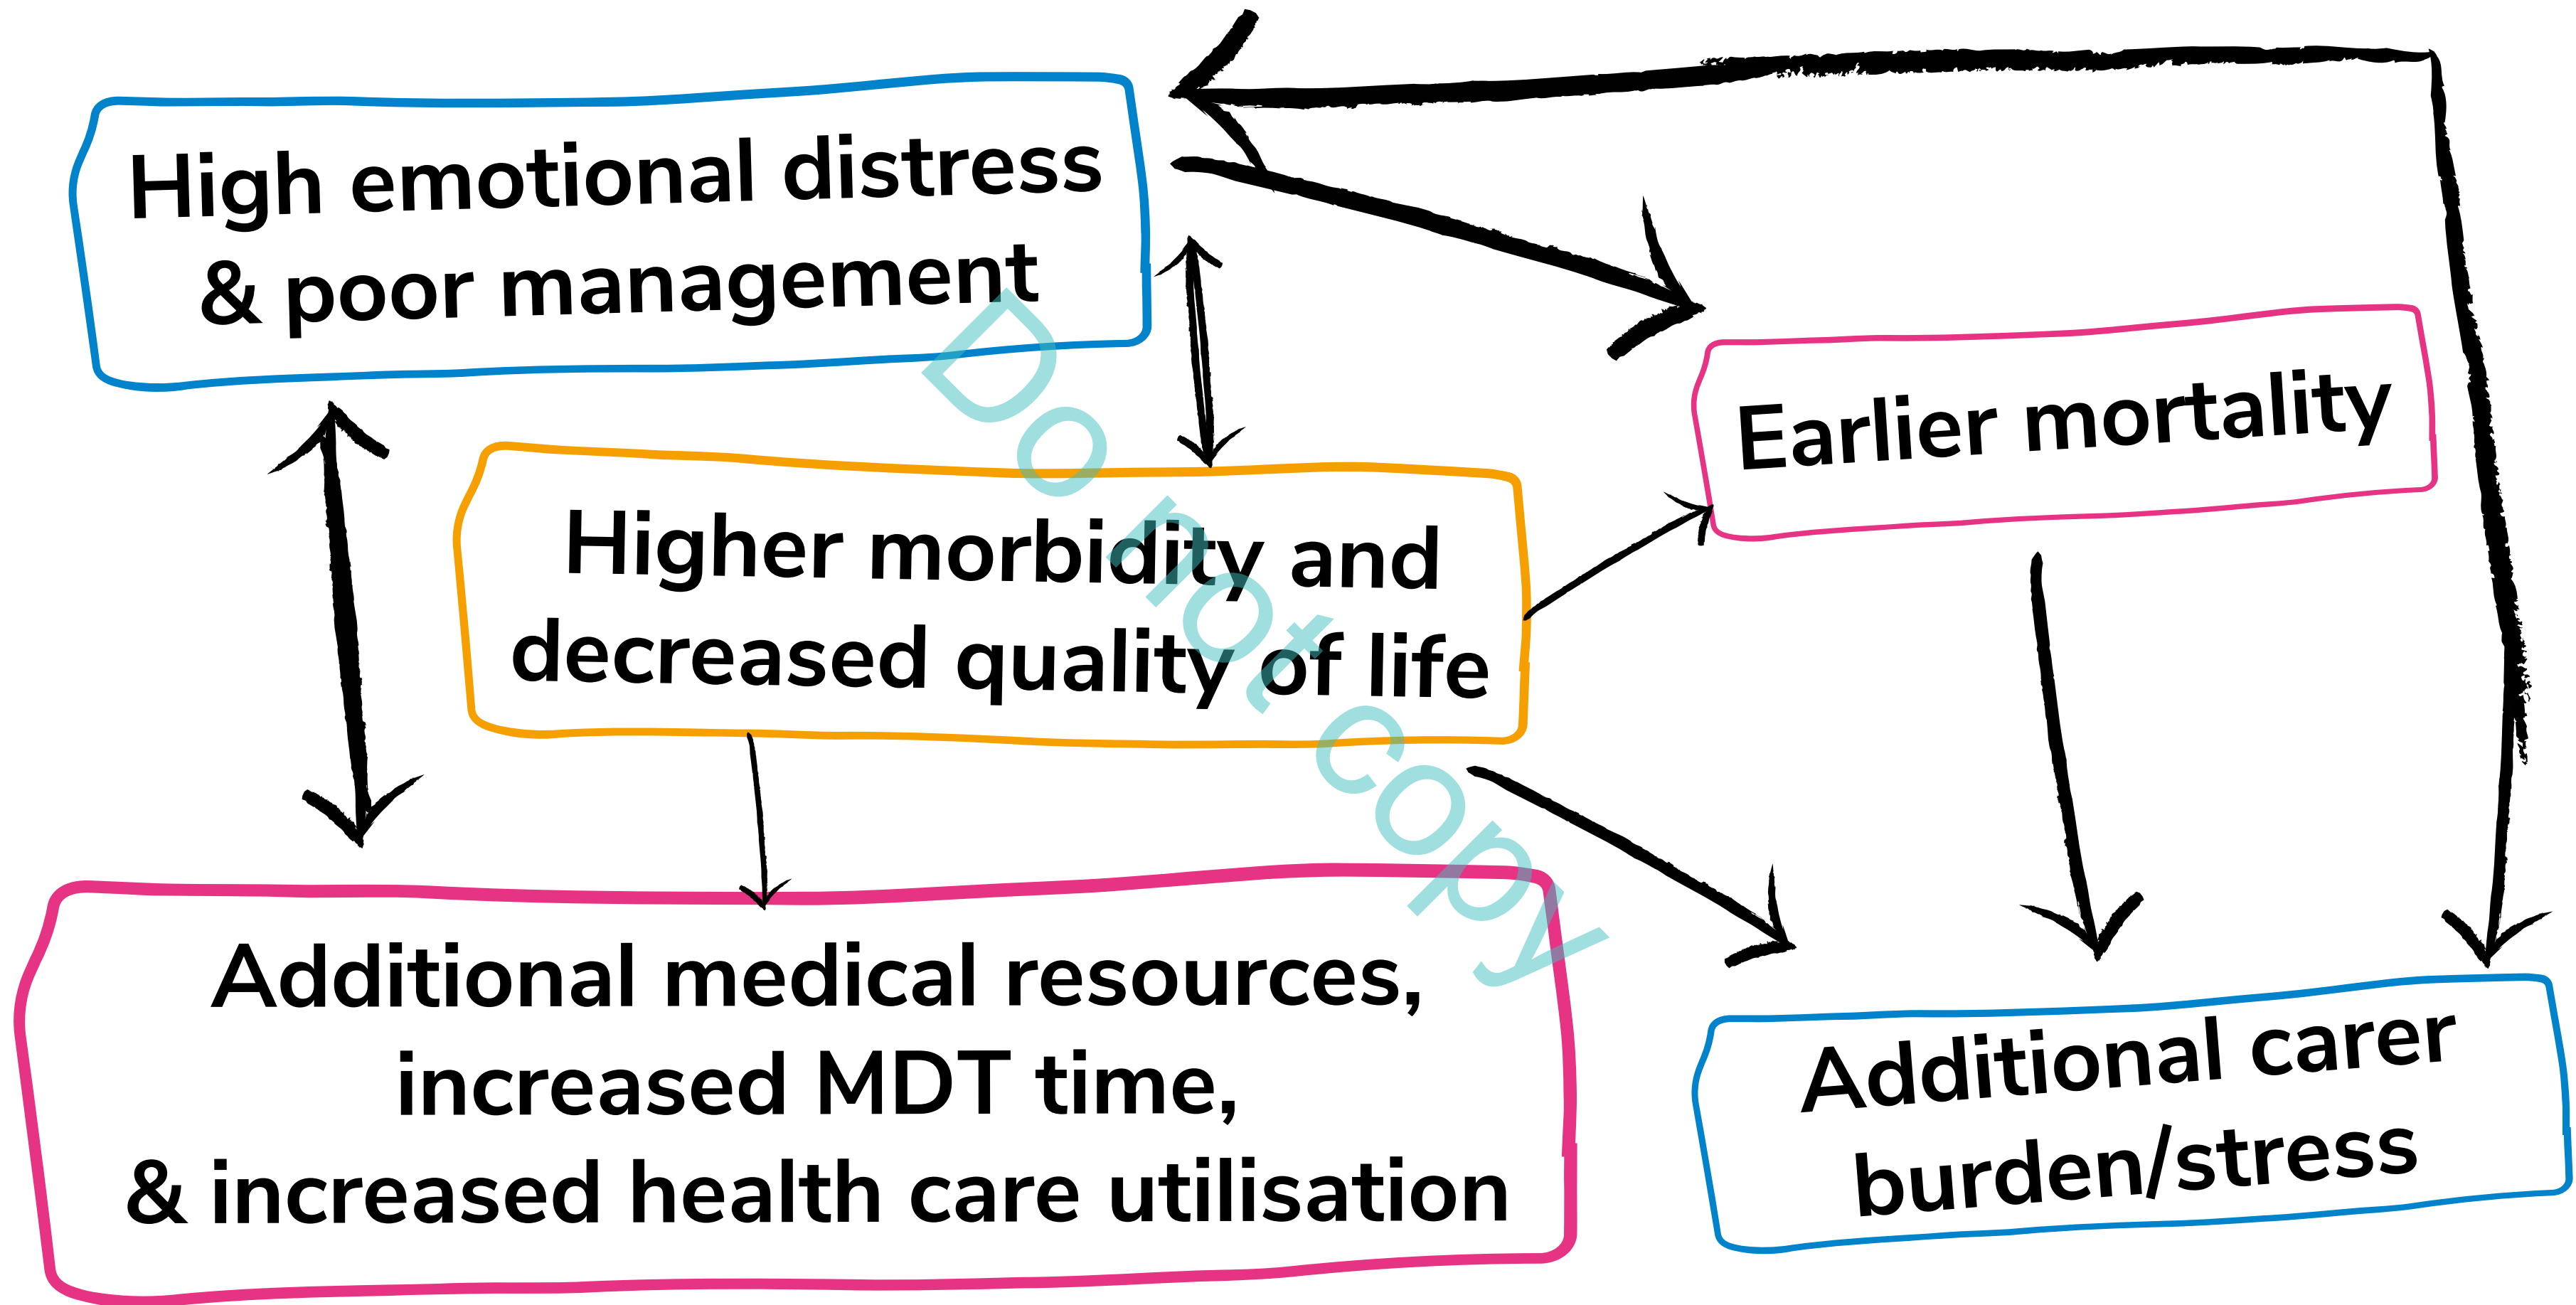 High emotional distress
& poor management
Earlier mortality
Higher morbidity and
decreased quality of life
Additional medical resources,
increased MDT time,
& increased health care utilisation
Additional carer
burden/stress
Do not copy